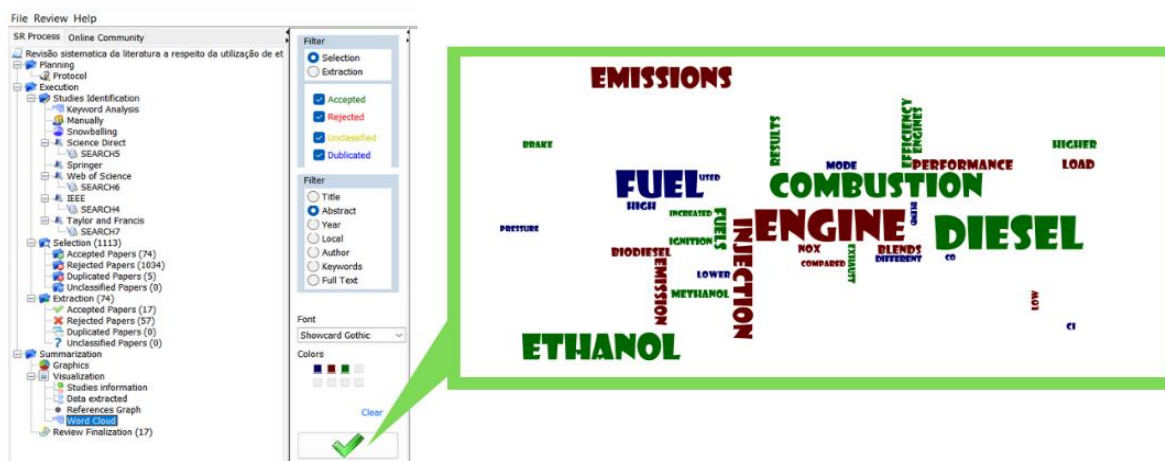 File Review Help
SR Process Online Community
Revisão sistematica da literatura a respeito da utilização de et
Planning
Protocol
Execution
Studies Identification
Keyword Analysis
Manually
Snowballing
Science Direct
SEARCH5
Springer
Web of Science
SEARCH6
IEEE
SEARCH4
Taylor and Francis
SEARCH7
Selection (1113)
Accepted Papers (74)
Rejected Papers (1034)
Duplicated Papers (5)
Unclassified Papers (0)
Extraction (74)
Accepted Papers (17)
Rejected Papers (57)
Duplicated Papers (0)
Unclassified Papers (0)
Summarization
Graphics
Visualization
Studies information
Data extracted
References Graph
Word Cloud
Review Finalization (17)
Filter
Selection
Extraction
Accepted
Rejected
Unclassified
Dublicated
Filter
Title
Abstract
Year
Local
Author
Keywords
Full Text
Font
Showcard Gothic
Colors
Clear
EMISSIONS
BRAKE
RESULTS
EFFICIENCY
ENGINES
HIGHER
MODE
PERFORMANCE
LOAD
FUEL
USED
COMBUSTION
HIGH
INCREASED
FUELS
INJECTION
ENGINE
BLEND
DIESEL
PRESSURE
IGNITION
BIODIESEL
EMISSION
NOX
EXHAUST
BLENDS
COMPARED
DIFFERENT
CO
LOWER
METHANOL
LOW
CI
ETHANOL